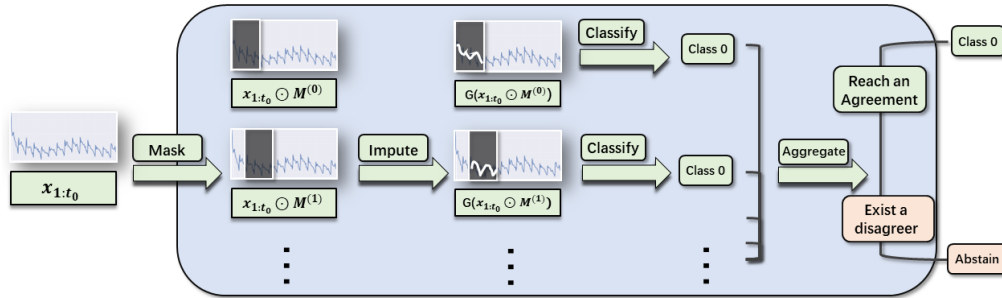 x₁:t₀
Mask
x₁:t₀ ⊙ M⁽⁰⁾
x₁:t₀ ⊙ M⁽¹⁾
Impute
G(x₁:t₀ ⊙ M⁽⁰⁾)
G(x₁:t₀ ⊙ M⁽¹⁾)
Classify
Class 0
Classify
Class 0
Aggregate
Reach an
Agreement
Class 0
Exist a
disagreer
Abstain